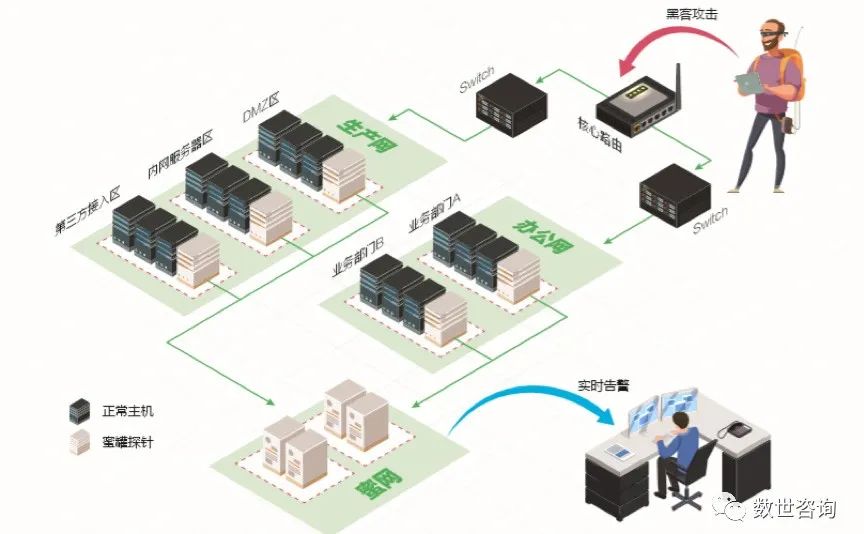 黑客攻击
Switch
核心路由
DMZ区
生产网
内网服务器区
第三方接入区
Switch
业务部门A
办公网
业务部门B
实时告警
正常主机
蜜罐探针
蜜网
数世咨询